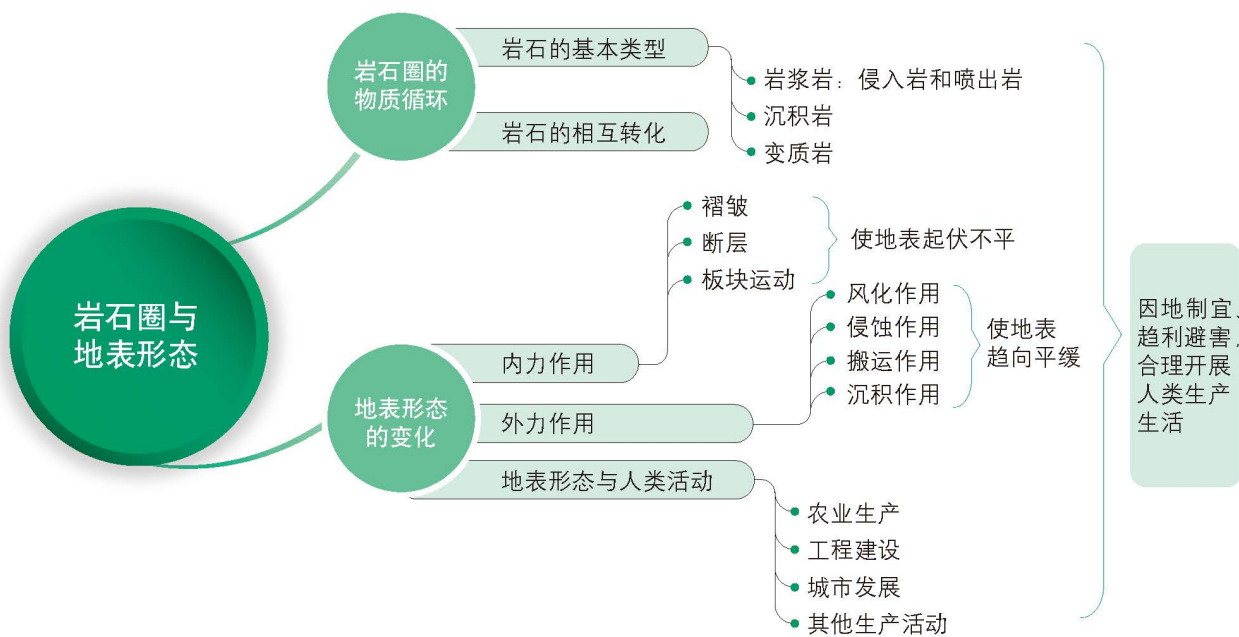 岩石圈与
地表形态
岩石圈的
物质循环
岩石的基本类型
岩浆岩：侵入岩和喷出岩
沉积岩
变质岩
岩石的相互转化
地表形态
的变化
内力作用
褶皱
断层
板块运动
使地表起伏不平
外力作用
风化作用
侵蚀作用
搬运作用
沉积作用
使地表
趋向平缓
地表形态与人类活动
农业生产
工程建设
城市发展
其他生产活动
因地制宜、
趋利避害，
合理开展
人类生产
生活